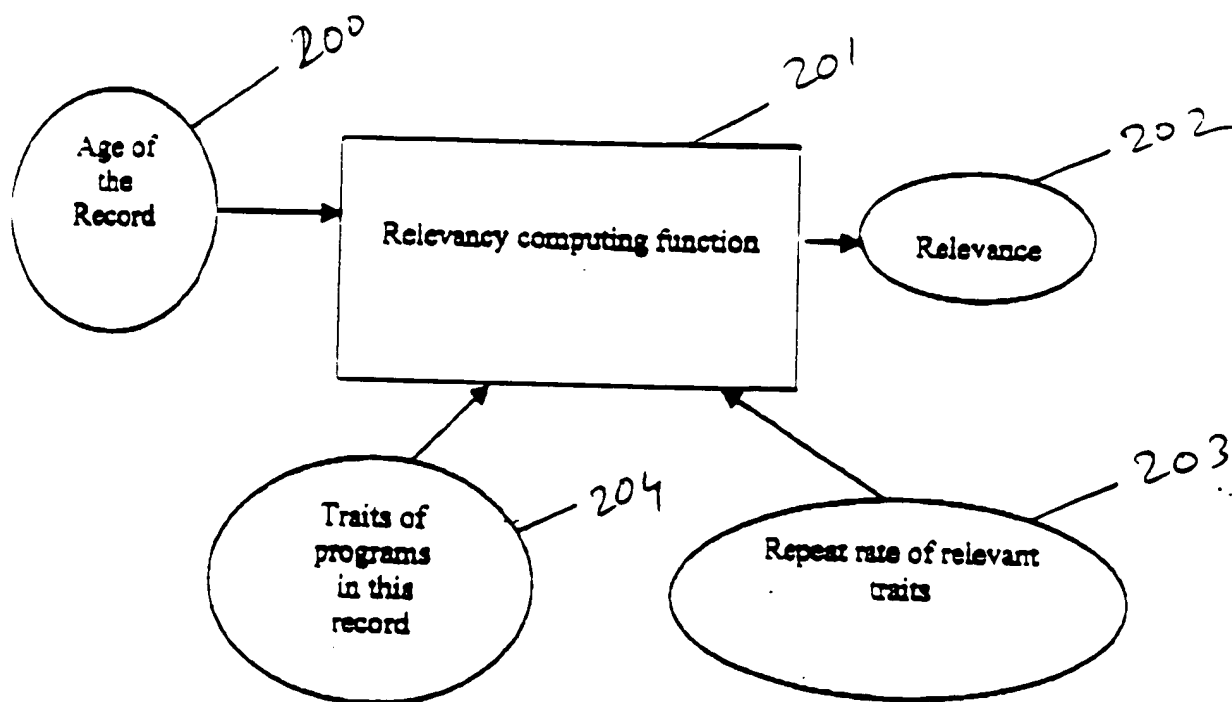 200
201
202
Age of
the
Record
Relevancy computing function
Relevance
204
203
Traits of
programs
in this
record
Repeat rate of relevant
traits